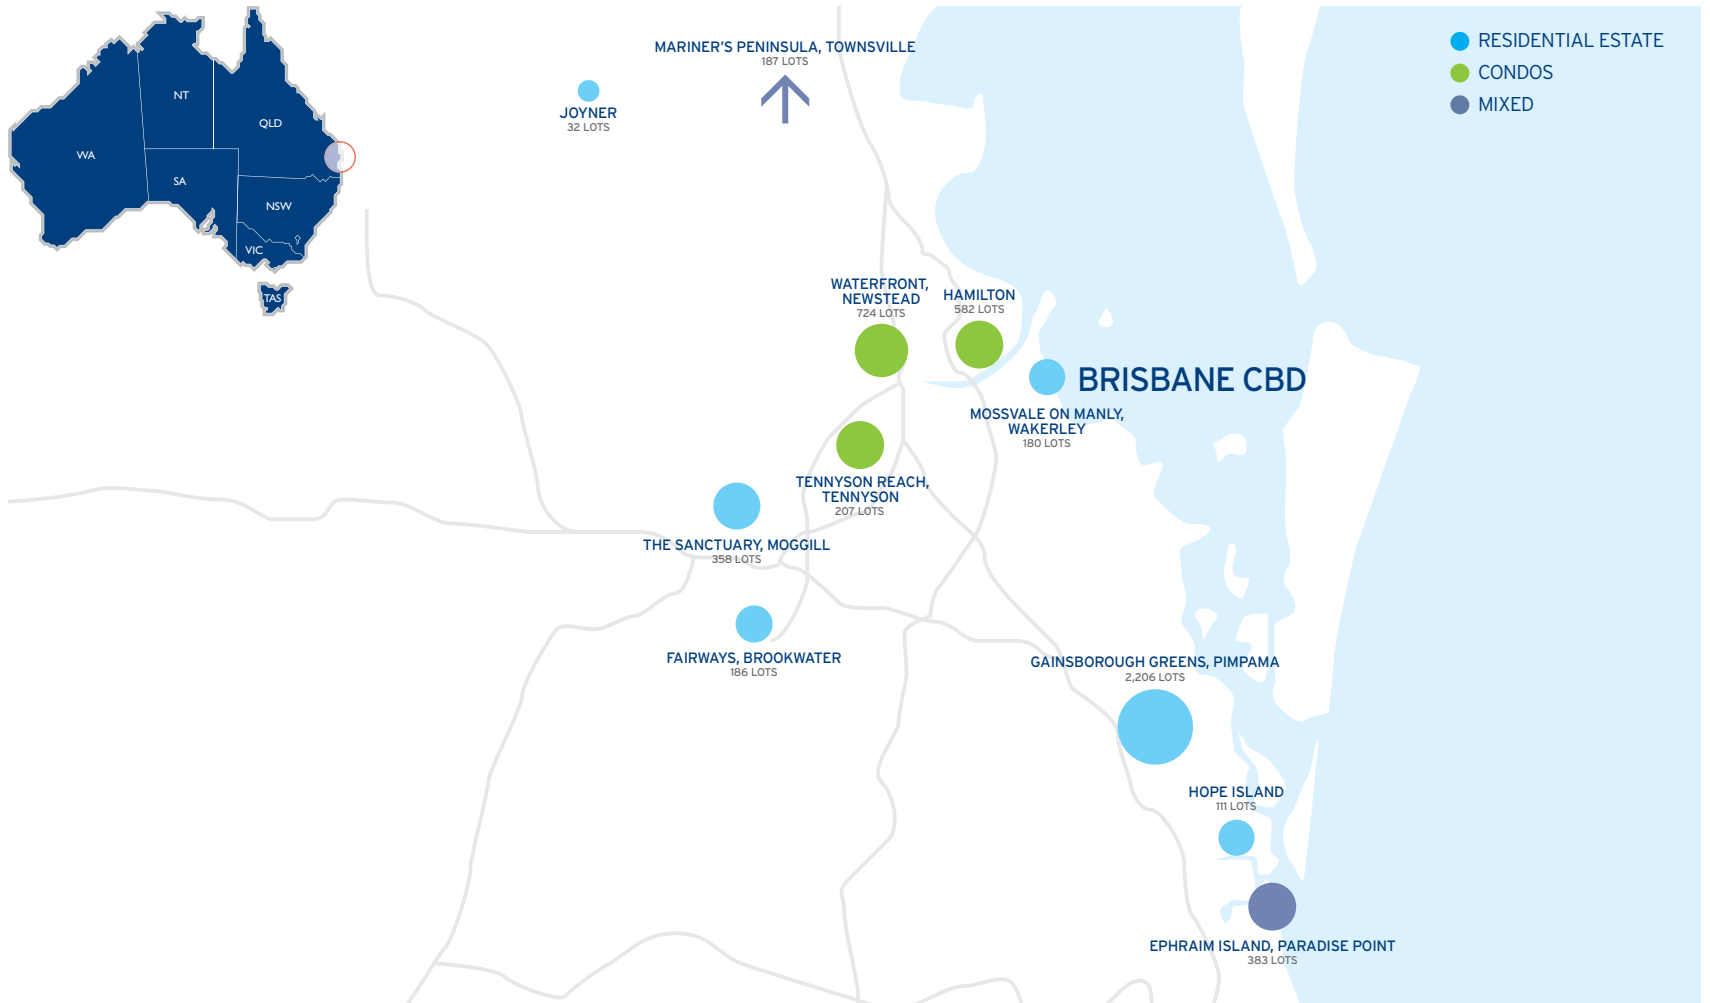 NT
QLD
WA
SA
NSW
VIC
TAS
MARINER'S PENINSULA, TOWNSVILLE
187 LOTS
JOYNER
32 LOTS
RESIDENTIAL ESTATE
CONDOS
MIXED
WATERFRONT,
NEWSTEAD
724 LOTS
HAMILTON
582 LOTS
BRISBANE CBD
MOSSVALE ON MANLY,
WAKERLEY
180 LOTS
TENNYSON REACH,
TENNYSON
207 LOTS
THE SANCTUARY, MOGGILL
358 LOTS
FAIRWAYS, BROOKWATER
186 LOTS
GAINSBOROUGH GREENS, PIMPAMA
2,206 LOTS
HOPE ISLAND
111 LOTS
EPHRAIM ISLAND, PARADISE POINT
383 LOTS